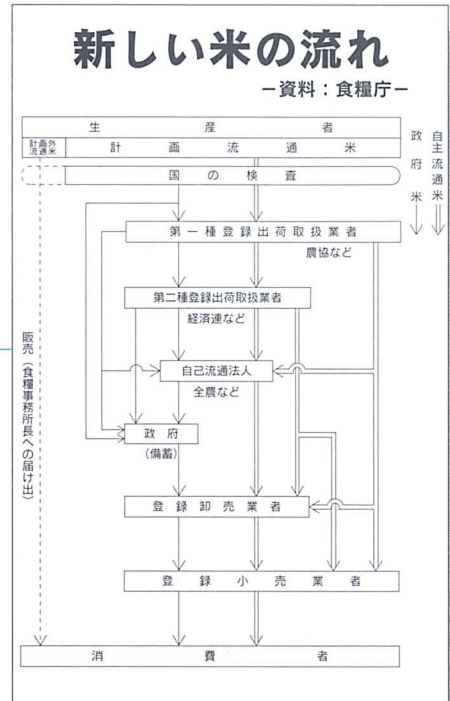 新しい米の流れ
−資料：食糧庁−
生産者
計画外流通米
計画流通米
国の検査
政府米
自主流通米
第一種登録出荷取扱業者
農協など
第二種登録出荷取扱業者
経済連など
自己流通法人
全農など
政府
(備蓄)
販売（食糧事務所長への届け出）
登録卸売業者
登録小売業者
消費者